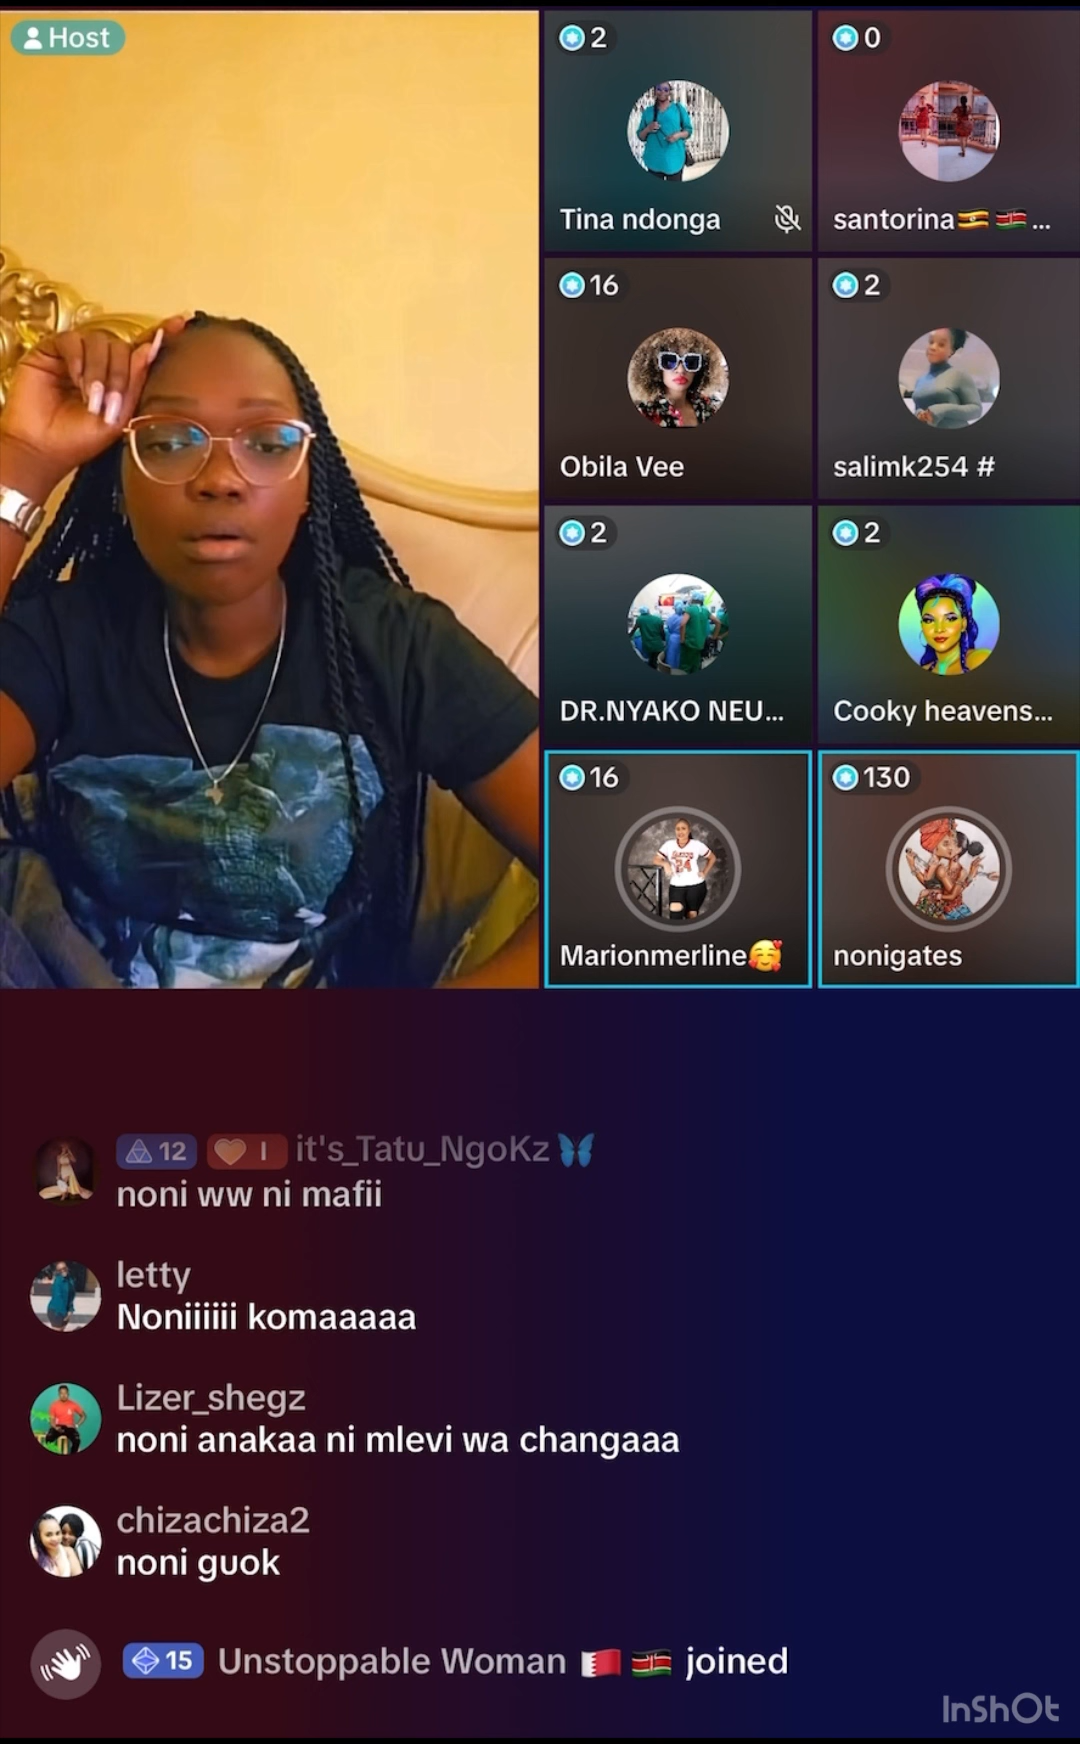 Host
2
Tina ndonga
0
santorina🇺🇬🇰🇪...
16
Obila Vee
2
salimk254 #
2
DR.NYAKO NEU...
2
Cooky heavens...
16
24
Marionmerline🥰
130
nonigates
12 I it's_Tatu_NgoKz🦋
noni ww ni mafii
letty
Noniiiiii komaaaaa
Lizer_shegz
noni anakaa ni mlevi wa changaaa
chizachiza2
noni guok
15 Unstoppable Woman 🇧🇭 🇰🇪 joined
InShOt